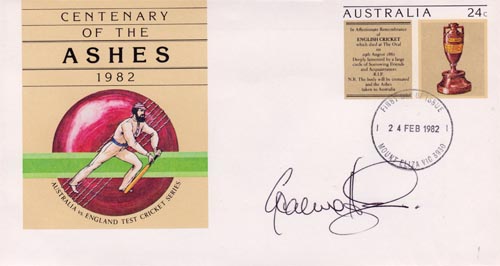 CENTENARY
OF THE
ASHES
1982
AUSTRALIA vs. ENGLAND TEST CRICKET SERIES
AUSTRALIA 24c
In Affectionate Remembrance
of
ENGLISH CRICKET
which died at The Oval
on
29th August 1882
Deeply lamented by a large
circle of Sorrowing Friends
and Acquaintances
R.I.P.
N.B. The body will be cremated
and the Ashes
taken to Australia
FIRST DAY OF ISSUE
24 FEB 1982
MOUNT ELIZA VIC 3930